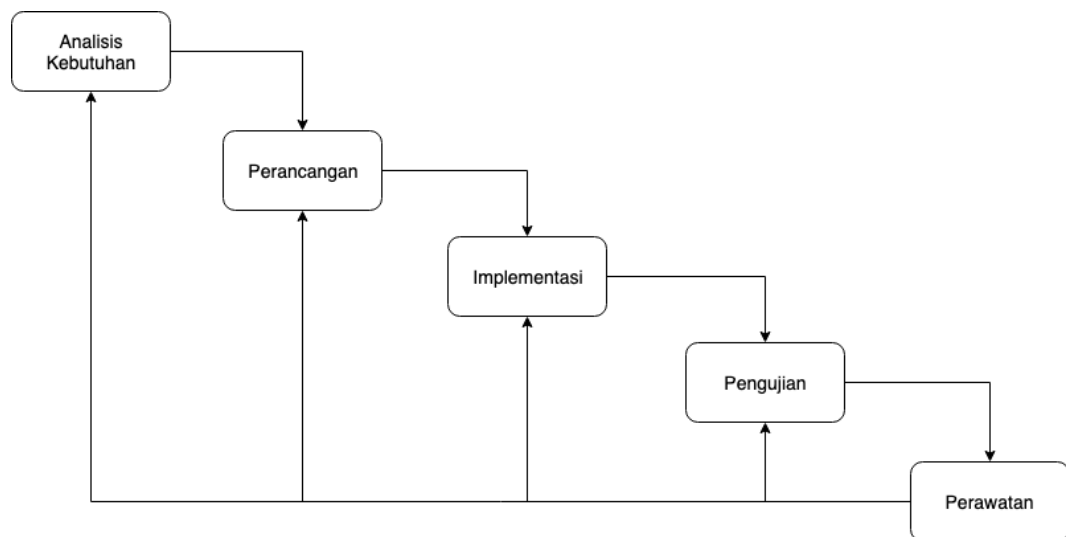 Analisis
Kebutuhan
Perancangan
Implementasi
Pengujian
Perawatan